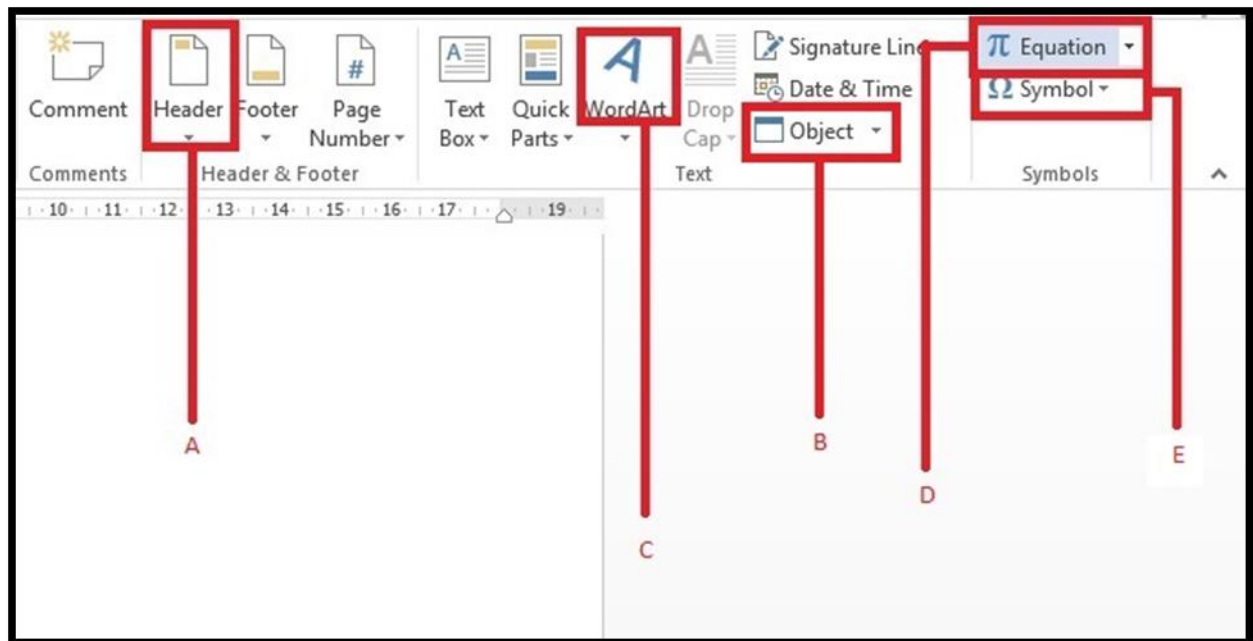 Comment Header Footer Page Number Text Box Quick Parts WordArt Drop Cap Signature Line Date & Time Object π Equation Ω Symbol
Comments Header & Footer Text Symbols
10 11 12 13 14 15 16 17 19
A
B
E
D
C